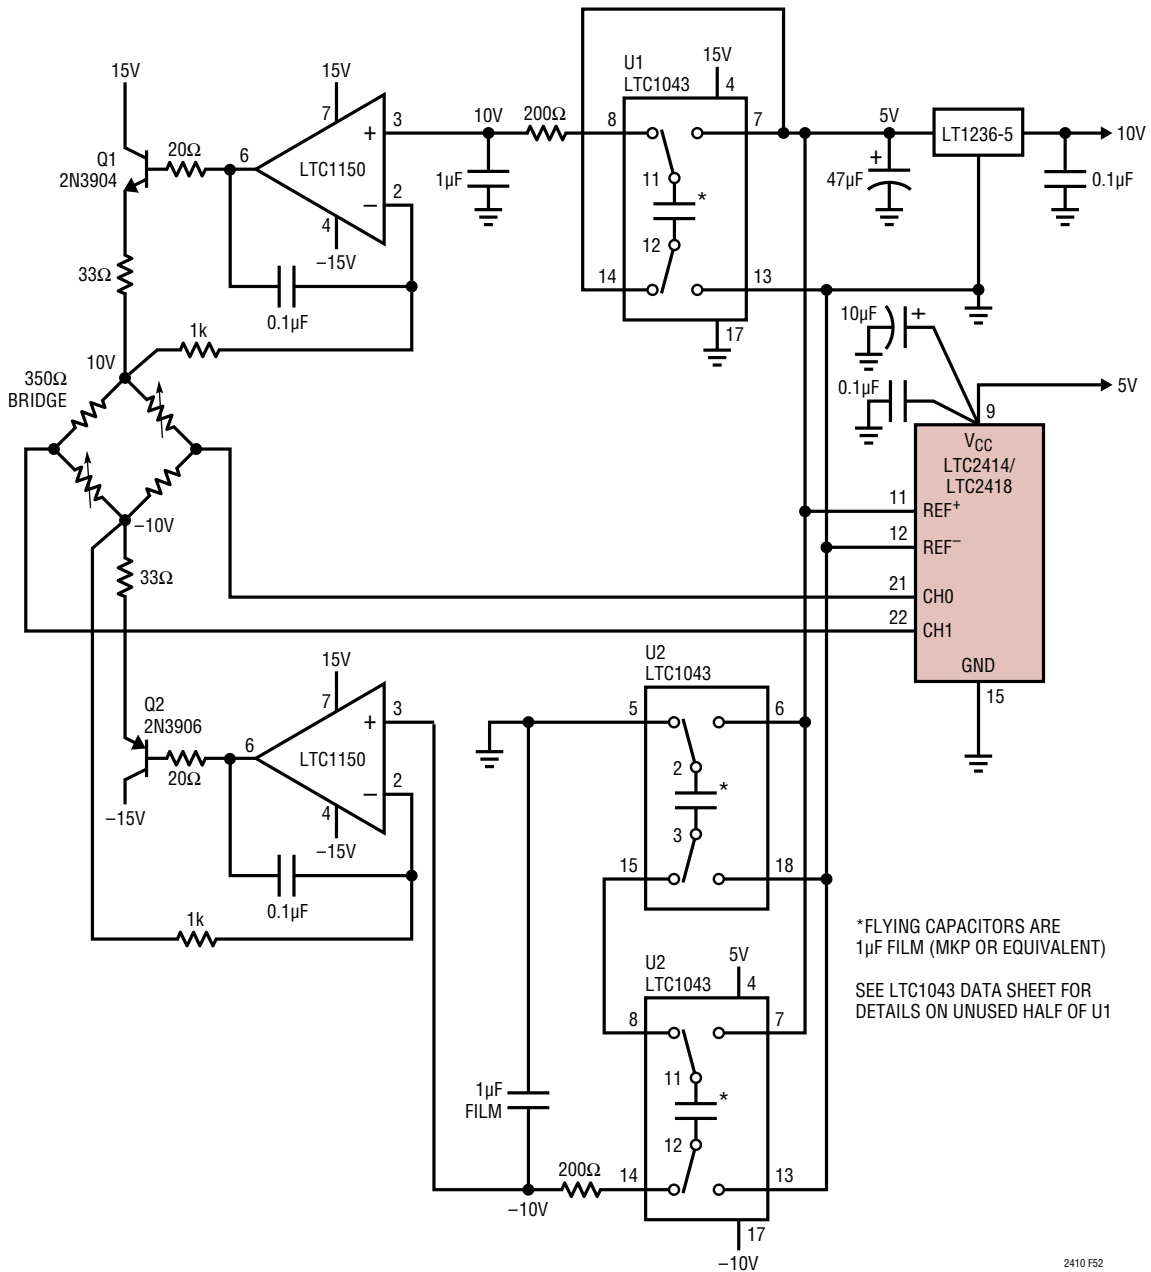 U1
LTC1043
15V
4
15V
15V
7
3
+
LTC1150
6
2
–
4
–15V
20Ω
Q1
2N3904
10V
200Ω
8
7
5V
LT1236-5
10V
1µF
11
*
12
+
47µF
0.1µF
14
13
17
33Ω
0.1µF
1k
10V
350Ω
BRIDGE
10µF
+
0.1µF
5V
9
VCC
LTC2414/
LTC2418
11
REF+
12
REF–
21
CH0
22
CH1
GND
15
–10V
33Ω
U2
LTC1043
15V
7
3
+
LTC1150
6
2
–
4
–15V
Q2
2N3906
20Ω
–15V
5
6
2
*
3
15
18
0.1µF
1k
*FLYING CAPACITORS ARE
1µF FILM (MKP OR EQUIVALENT)
SEE LTC1043 DATA SHEET FOR
DETAILS ON UNUSED HALF OF U1
U2
LTC1043
5V
4
8
7
11
*
12
1µF
FILM
200Ω
14
13
–10V
17
–10V
2410 F52